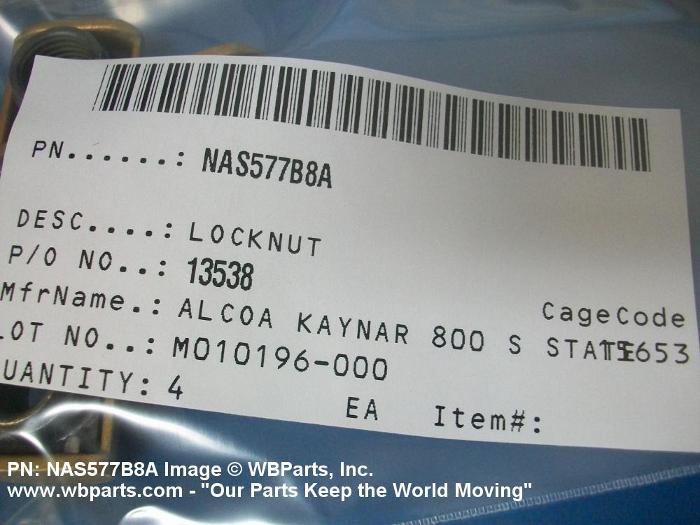 PN......: NAS577B8A
DESC....: LOCKNUT
P/O NO..: 13538
CageCode
MfrName.: ALCOA KAYNAR 800 S STATE
LOT NO..: M010196-000
QUANTITY: 4 EA Item#:
PN: NAS577B8A Image © WBParts, Inc.
www.wbparts.com - "Our Parts Keep the World Moving"